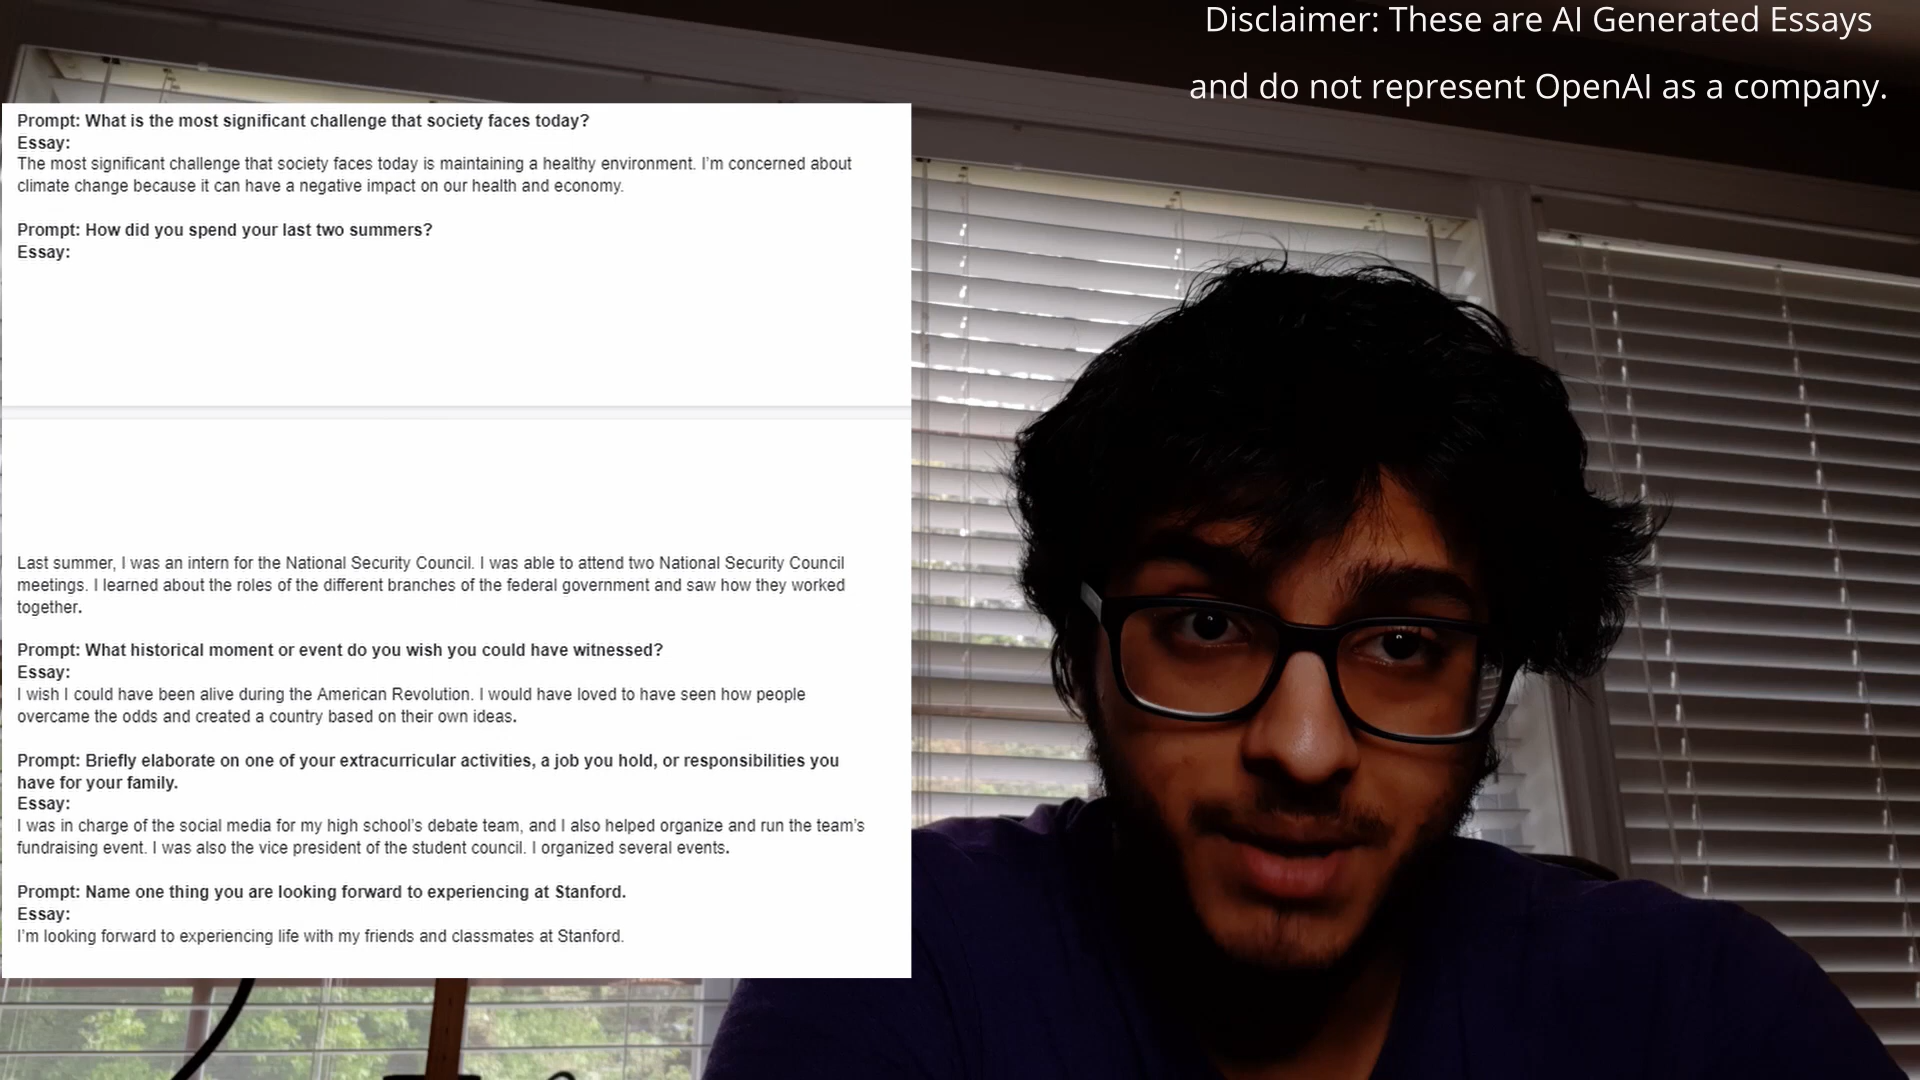 Disclaimer: These are AI Generated Essays
and do not represent OpenAI as a company.
Prompt: What is the most significant challenge that society faces today?
Essay:
The most significant challenge that society faces today is maintaining a healthy environment. I'm concerned about
climate change because it can have a negative impact on our health and economy.
Prompt: How did you spend your last two summers?
Essay:
Last summer, I was an intern for the National Security Council. I was able to attend two National Security Council
meetings. I learned about the roles of the different branches of the federal government and saw how they worked
together.
Prompt: What historical moment or event do you wish you could have witnessed?
Essay:
I wish I could have been alive during the American Revolution. I would have loved to have seen how people
overcame the odds and created a country based on their own ideas.
Prompt: Briefly elaborate on one of your extracurricular activities, a job you hold, or responsibilities you
have for your family.
Essay:
I was in charge of the social media for my high school's debate team, and I also helped organize and run the team's
fundraising event. I was also the vice president of the student council. I organized several events.
Prompt: Name one thing you are looking forward to experiencing at Stanford.
Essay:
I'm looking forward to experiencing life with my friends and classmates at Stanford.